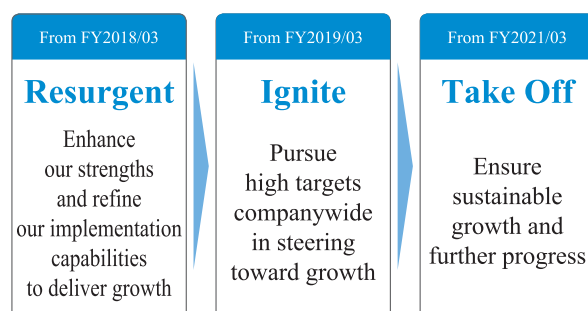 From FY2018/03
Resurgent
Enhance
our strengths
and refine
our implementation
capabilities
to deliver growth
From FY2019/03
Ignite
Pursue
high targets
companywide
in steering
toward growth
From FY2021/03
Take Off
Ensure
sustainable
growth and
further progress